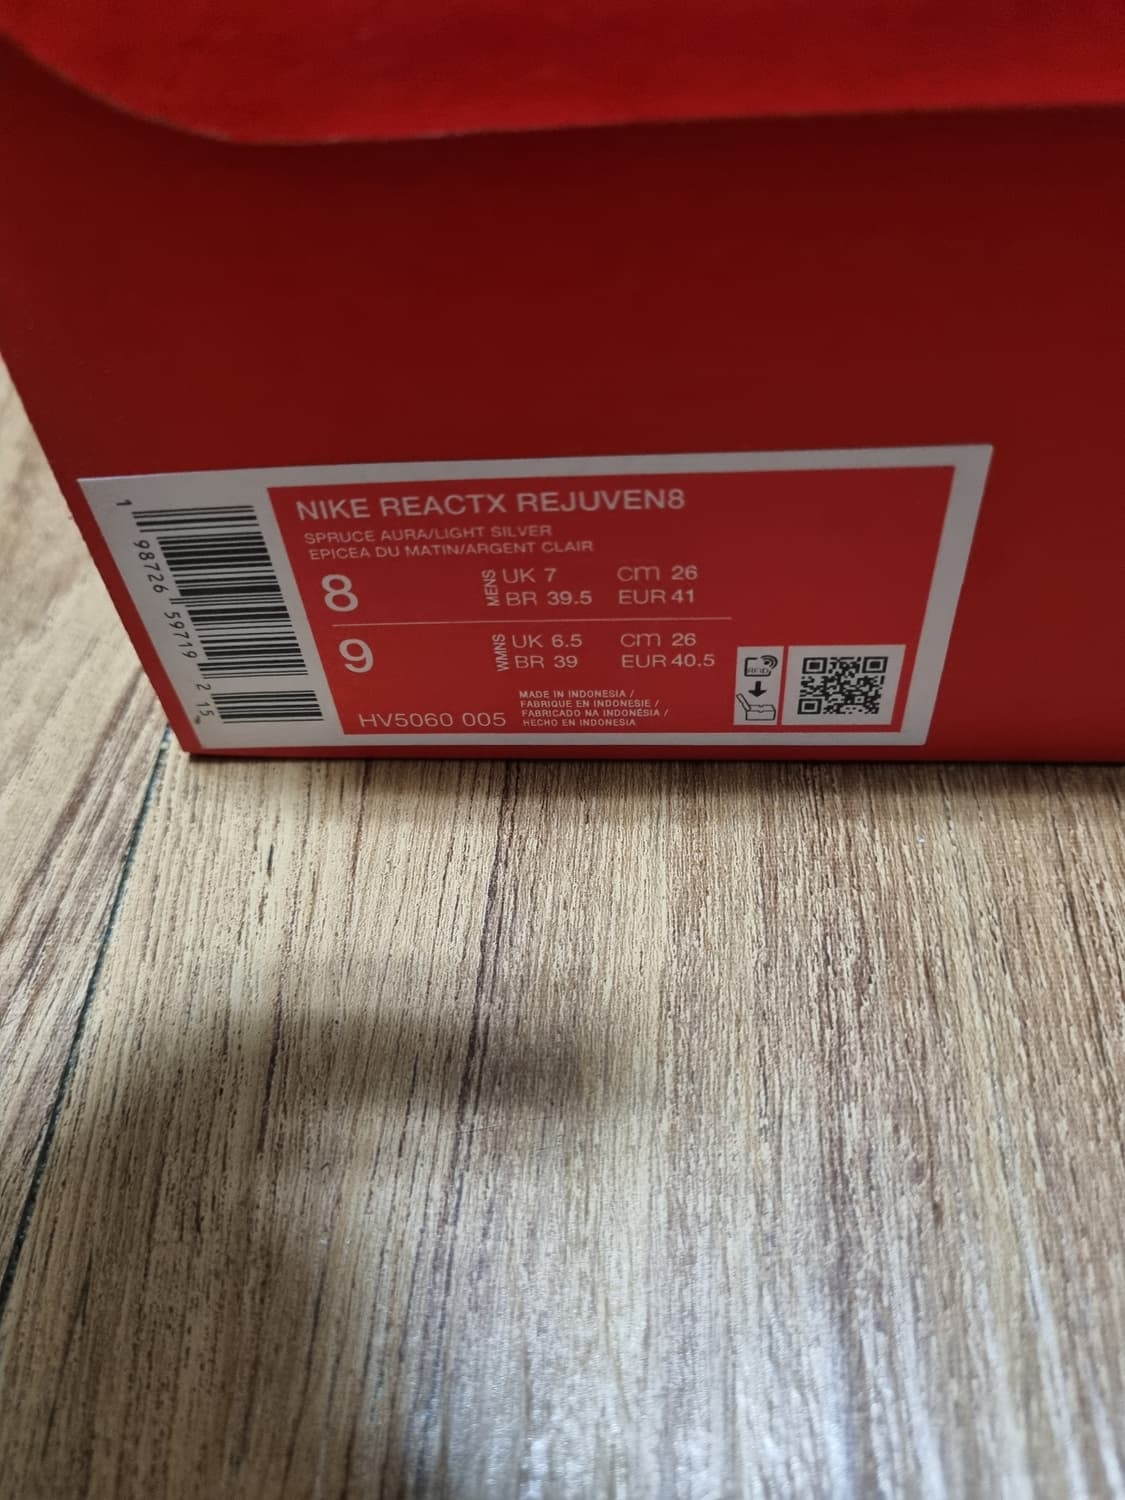 NIKE REACTX REJUVEN8
SPRUCE AURA/LIGHT SILVER
EPICEA DU MATIN/ARGENT CLAIR
8 MENS UK 7 cm 26
BR 39.5 EUR 41
9 WMNS UK 6.5 cm 26
BR 39 EUR 40.5
HV5060 005
MADE IN INDONESIA /
FABRIQUE EN INDONESIE /
FABRICADO NA INDONÉSIA /
HECHO EN INDONESIA
RFID
1 98726 59719 2 15